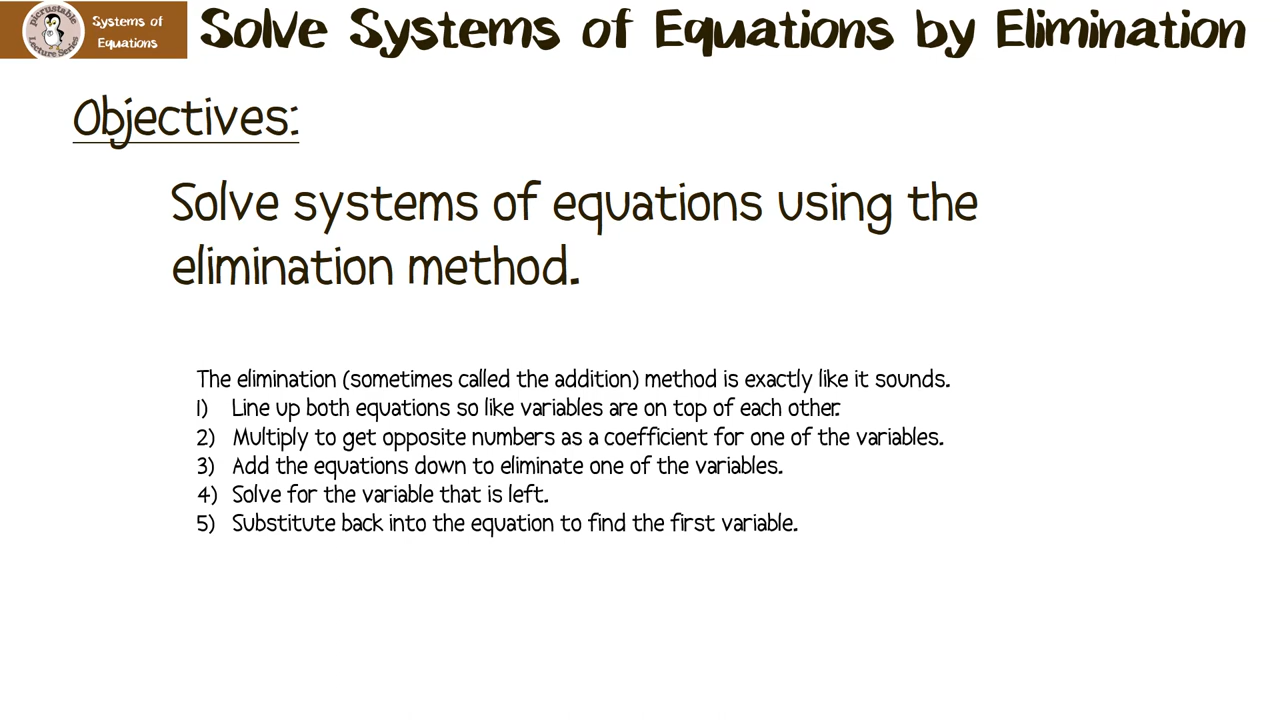 picrustable
Lecture Series
Systems of
Equations
Solve Systems of Equations by Elimination
Objectives:
Solve systems of equations using the
elimination method.
The elimination (sometimes called the addition) method is exactly like it sounds.
1) Line up both equations so like variables are on top of each other.
2) Multiply to get opposite numbers as a coefficient for one of the variables.
3) Add the equations down to eliminate one of the variables.
4) Solve for the variable that is left.
5) Substitute back into the equation to find the first variable.